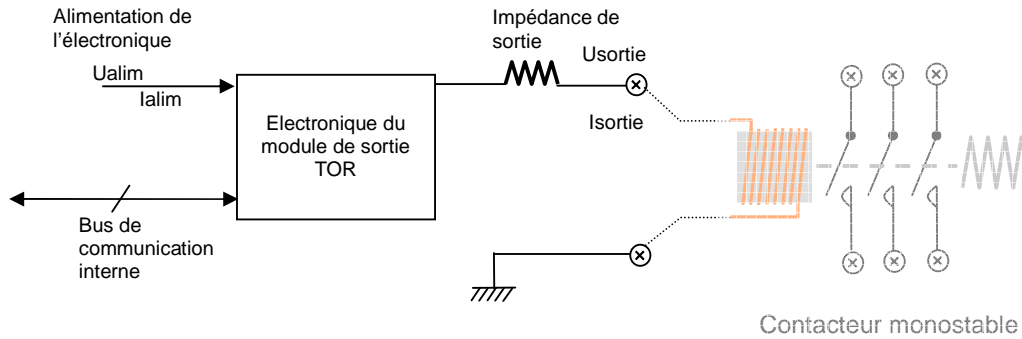 Alimentation de
l'électronique
Ualim
Ialim
Impédance de
sortie
Usortie
Isortie
Electronique du
module de sortie
TOR
Bus de
communication
interne
Contacteur monostable